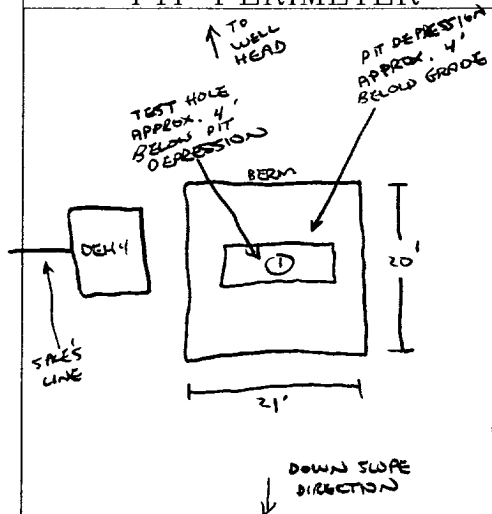 PIT PERIMETER
TO
WELL
HEAD
PIT DEPRESSION
APPROX. 4'
BELOW GRADE
TEST HOLE
APPROX. 4'
BELOW PIT
DEPRESSION
BERM
DEHY
1
20'
SALES
LINE
21'
DOWN SLOPE
DIRECTION